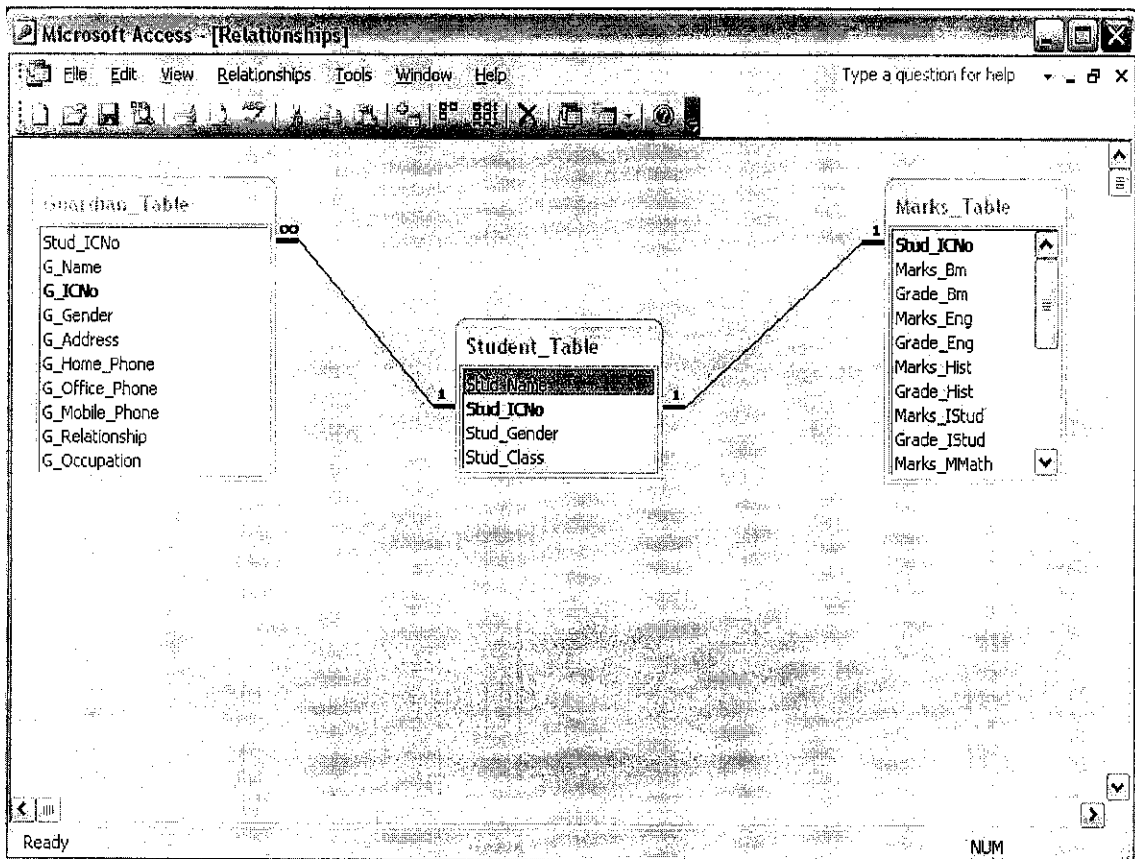 Microsoft Access - [Relationships]
File Edit View Relationships Tools Window Help Type a question for help
Guardian_Table
Stud_ICNo
G_Name
G_ICNo
G_Gender
G_Address
G_Home_Phone
G_Office_Phone
G_Mobile_Phone
G_Relationship
G_Occupation
∞
1
Student_Table
Stud_Name
Stud_ICNo
Stud_Gender
Stud_Class
1
1
Marks_Table
Stud_ICNo
Marks_Bm
Grade_Bm
Marks_Eng
Grade_Eng
Marks_Hist
Grade_Hist
Marks_IStud
Grade_IStud
Marks_MMath
Ready NUM